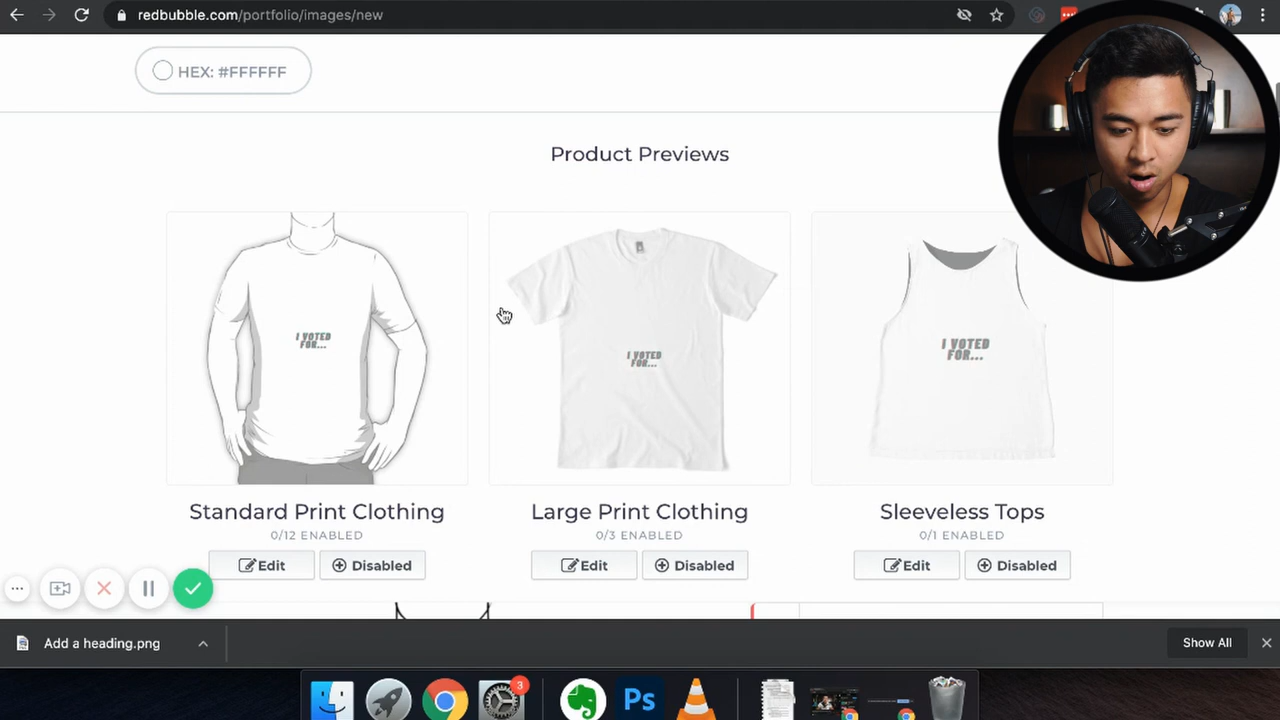 redbubble.com/portfolio/images/new
HEX: #FFFFFF
Product Previews
I VOTED
FOR...
I VOTED
FOR...
I VOTED
FOR...
Standard Print Clothing
Large Print Clothing
Sleeveless Tops
0/12 ENABLED
0/3 ENABLED
0/1 ENABLED
Edit
Disabled
Edit
Disabled
Edit
Disabled
Add a heading.png
Show All
3
Ps